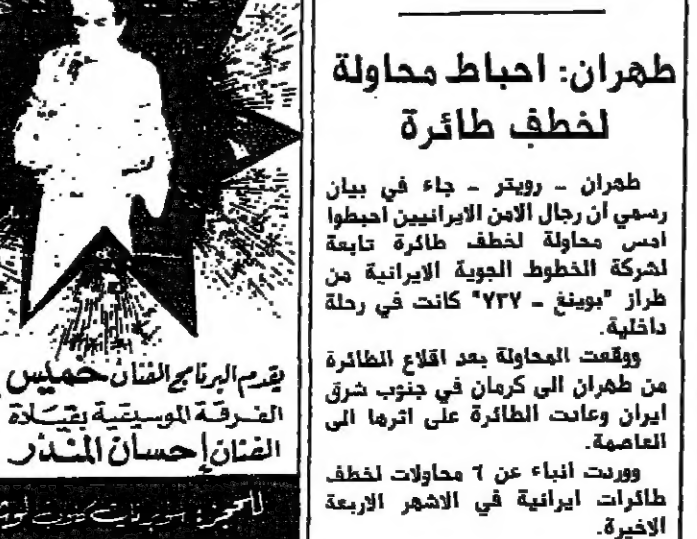 طهران: احباط محاولة
لخطف طائرة
طهران ـ رويتر ـ جاء في بيان
رسمي أن رجال الامن الايرانيين احبطوا
امس محاولة لخطف طائرة تابعة
لشركة الخطوط الجوية الايرانية من
طراز "بوينغ ـ ٧٣٧" كانت في رحلة
داخلية.
ووقعت المحاولة بعد اقلاع الطائرة
من طهران الى كرمان في جنوب شرق
ايران وعادت الطائرة على اثرها الى
العاصمة.
ووردت انباء عن ٦ محاولات لخطف
طائرات ايرانية في الاشهر الاربعة
الاخيرة.
يقدم البرنامج الفنان خميس
الفرقة الموسيقية بقيادة
الفنان إحسان المنذر
للحجز: